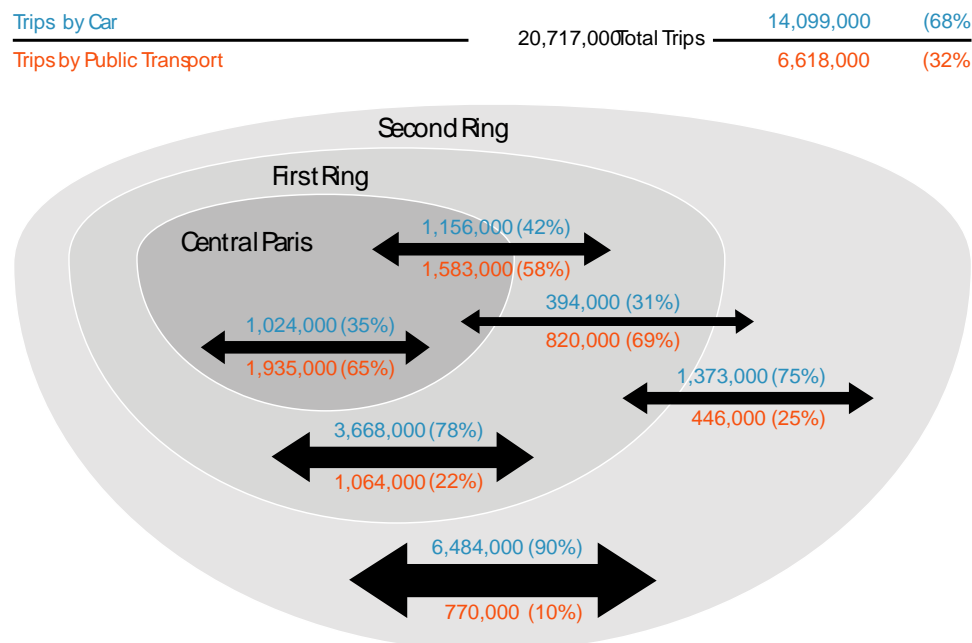 Trips by Car
14,099,000 (68%
20,717,000 Total Trips
Trips by Public Transport
6,618,000 (32%
Second Ring
First Ring
Central Paris
1,156,000 (42%)
1,583,000 (58%)
394,000 (31%)
820,000 (69%)
1,024,000 (35%)
1,935,000 (65%)
1,373,000 (75%)
446,000 (25%)
3,668,000 (78%)
1,064,000 (22%)
6,484,000 (90%)
770,000 (10%)